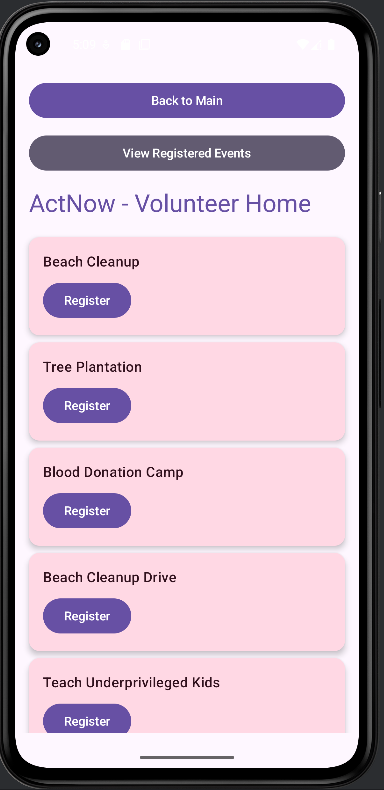 Back to Main
View Registered Events
ActNow - Volunteer Home
Beach Cleanup
Register
Tree Plantation
Register
Blood Donation Camp
Register
Beach Cleanup Drive
Register
Teach Underprivileged Kids
Register